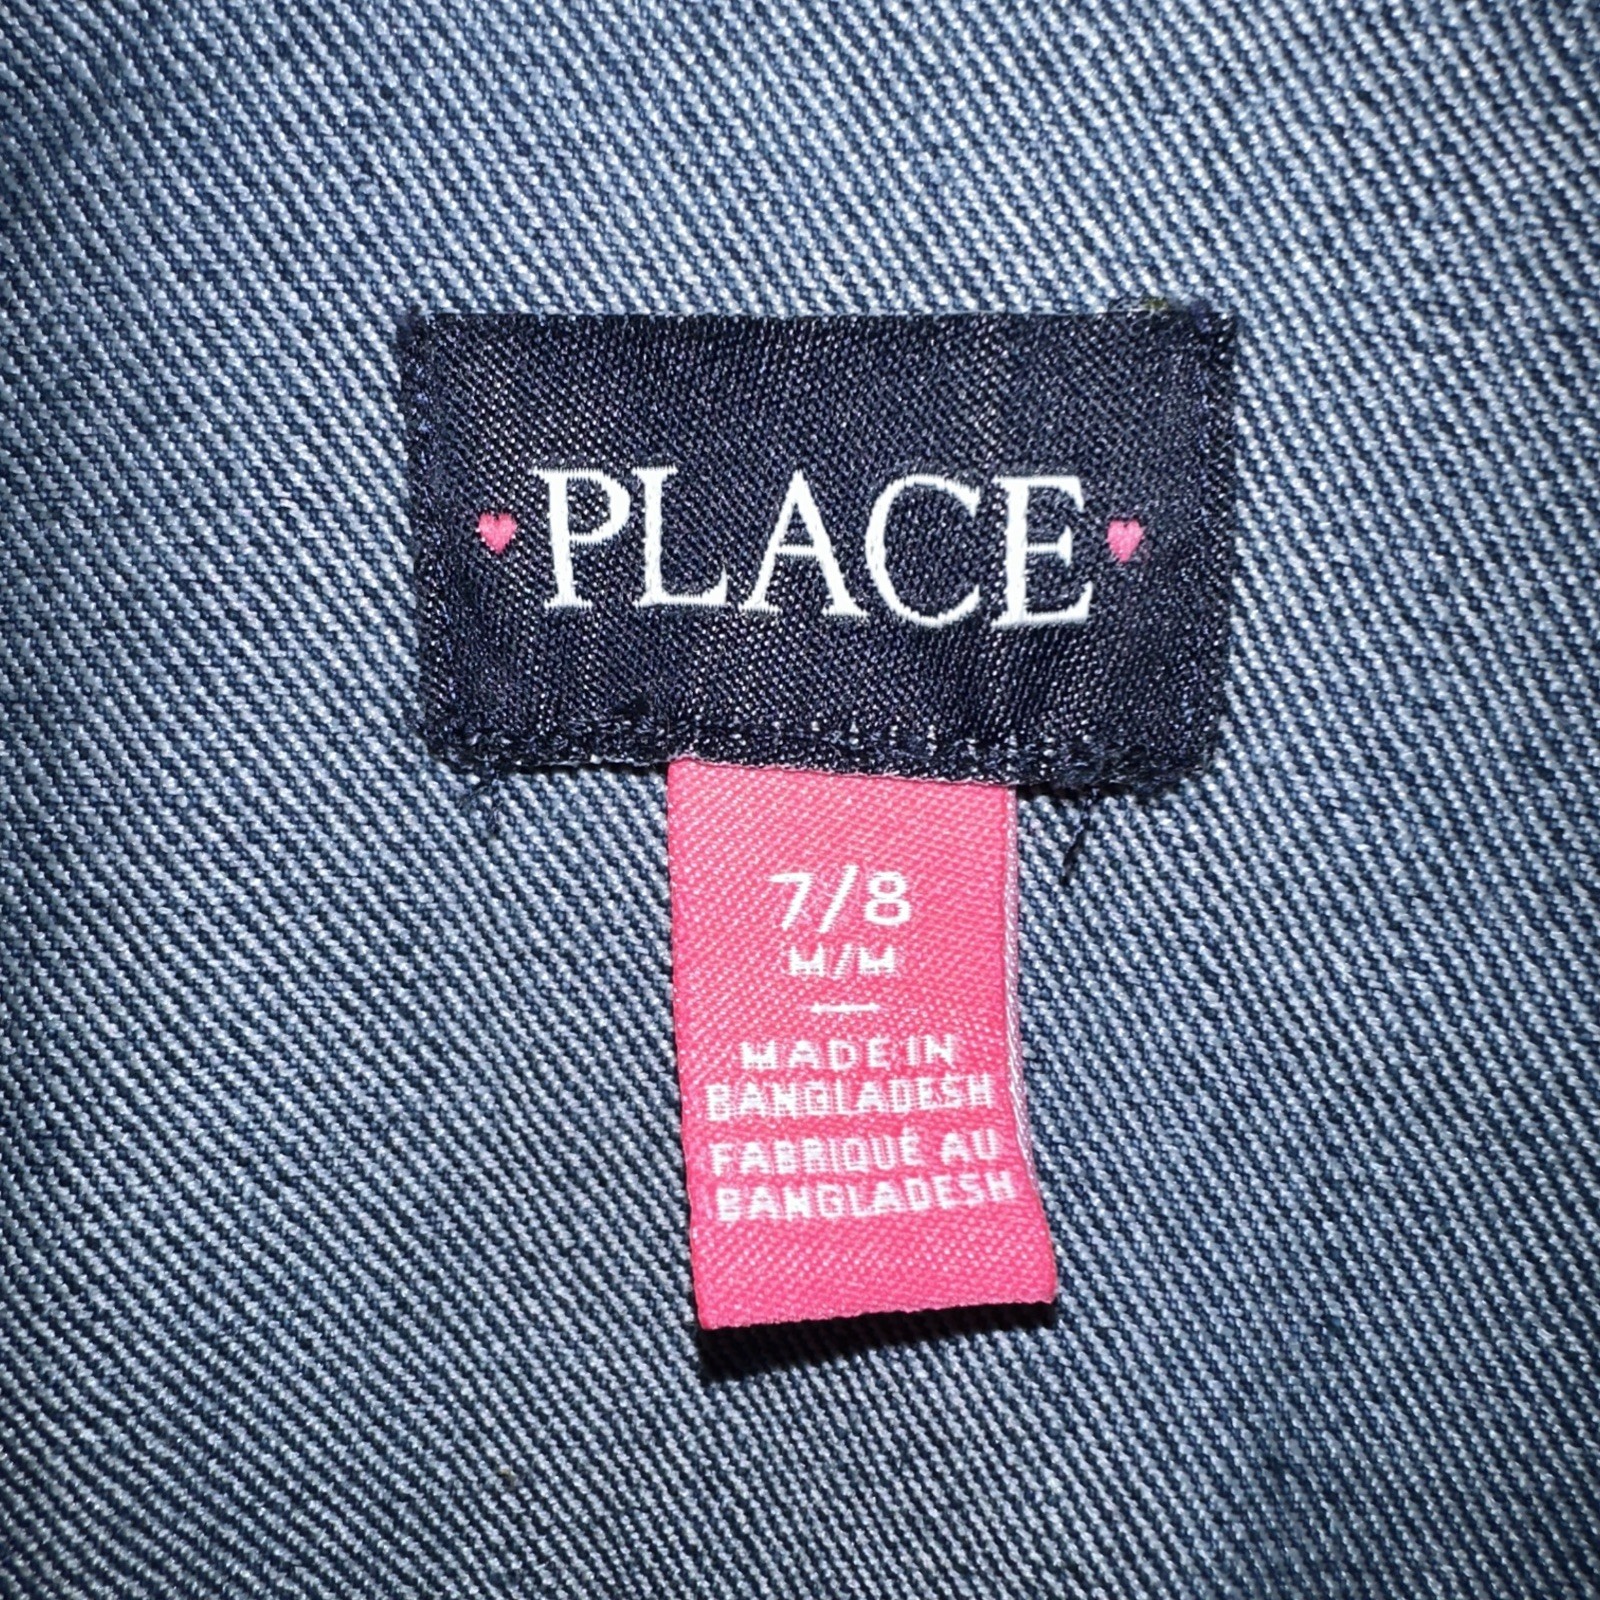 PLACE
7/8
M/M
MADE IN
BANGLADESH
FABRIQUÉ AU
BANGLADESH